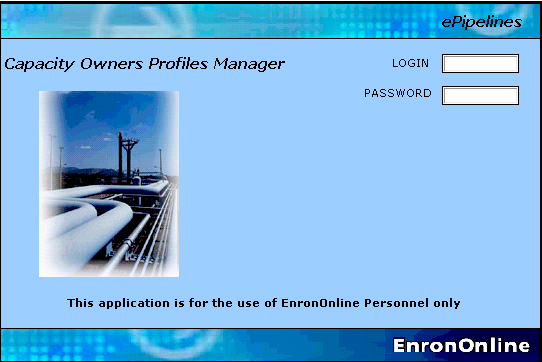 ePipelines
Capacity Owners Profiles Manager
LOGIN
PASSWORD
This application is for the use of EnronOnline Personnel only
EnronOnline